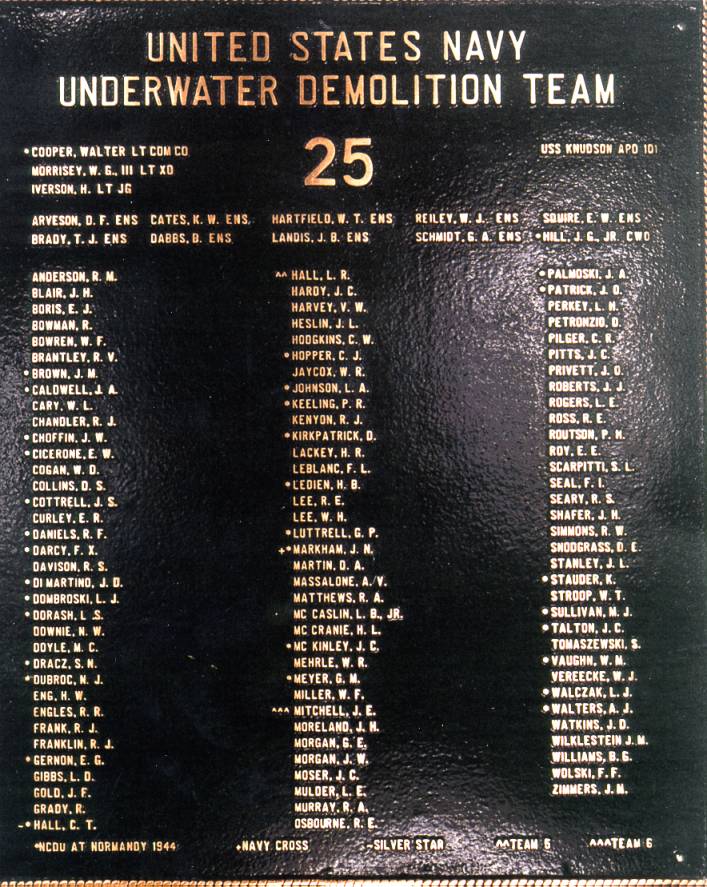 UNITED STATES NAVY
UNDERWATER DEMOLITION TEAM
25
•COOPER, WALTER LT COM CO
MORRISEY, W. G., III LT XO
IVERSON, H. LT JG
USS KNUDSON APD 101
ARVESON, D. F. ENS CATES, K. W. ENS. HARTFIELD, W. T. ENS REILEY, W. J. ENS SQUIRE, E. W. ENS
BRADY, T. J. ENS DABBS, B. ENS LANDIS, J. B. ENS SCHMIDT, G. A. ENS •HILL, J. G., JR. CWO
ANDERSON, R. M.
BLAIR, J. H.
BORIS, E. J.
BOWMAN, R.
BOWREN, W. F.
BRANTLEY, R. V.
•BROWN, J. M.
•CALDWELL, J. A.
CARY, W. L.
CHANDLER, R. J.
•CHOFFIN, J. W.
•CICERONE, E. W.
COGAN, W. D.
COLLINS, D. S.
•COTTRELL, J. S.
CURLEY, E. R.
•DANIELS, R. F.
•DARCY, F. X.
DAVISON, R. S.
•DI MARTINO, J. D.
•DOMBROSKI, L. J.
•DORASH, L .S.
DOWNIE, N. W.
DOYLE, M. C.
•DRACZ, S. N.
•DUBROC, N. J.
ENG, H. W.
ENGLES, R. R.
FRANK, R. J.
FRANKLIN, R. J.
•GERNON, E. G.
GIBBS, L. D.
GOLD, J. F.
GRADY, R.
~•HALL, C. T.
^^ HALL, L. R.
HARDY, J. C.
HARVEY, V. W.
HESLIN, J. L.
HODGKINS, C. W.
•HOPPER, C. J.
JAYCOX, W. R.
•JOHNSON, L. A.
•KEELING, P. R.
KENYON, R. J.
•KIRKPATRICK, D.
LACKEY, H. R.
LEBLANC, F. L.
•LEDIEN, H. B.
LEE, R. E.
LEE, W. H.
•LUTTRELL, G. P.
+•MARKHAM, J. N.
MARTIN, D. A.
MASSALONE, A. V.
MATTHEWS, R. A.
MC CASLIN, L. B., JR.
MC CRANIE, H. L.
•MC KINLEY, J. C.
MEHRLE, W. R.
•MEYER, G. M.
MILLER, W. F.
^^^ MITCHELL, J. E.
MORELAND, J. H.
MORGAN, G. E.
MORGAN, J. W.
MOSER, J. C.
MULDER, L. E.
MURRAY, R. A.
OSBOURNE, R. E.
•PALMOSKI, J. A.
•PATRICK, J. O.
PERKEY, L. H.
PETRONZIO, D.
PILGER, C. R.
PITTS, J. C.
PRIVETT, J. O.
ROBERTS, J. J.
ROGERS, L. E.
ROSS, R. E.
ROUTSON, P. H.
ROY, E. E.
SCARPITTI, S. L.
SEAL, F. I.
SEARY, R. S.
SHAFER, J. H.
SIMMONS, R. W.
SNODGRASS, D. E.
STANLEY, J. L.
•STAUDER, K.
STROOP, W. T.
•SULLIVAN, M. J.
•TALTON, J. C.
TOMASZEWSKI, S.
•VAUGHN, W. M.
VEREECKE, W. J.
•WALCZAK, L. J.
•WALTERS, A. J.
WATKINS, J. D.
WILKLESTEIN J. M.
WILLIAMS, B. G.
WOLSKI, F. F.
ZIMMERS, J. M.
•NCDU AT NORMANDY 1944 +NAVY CROSS ~SILVER STAR ^^TEAM 5 ^^^TEAM 6